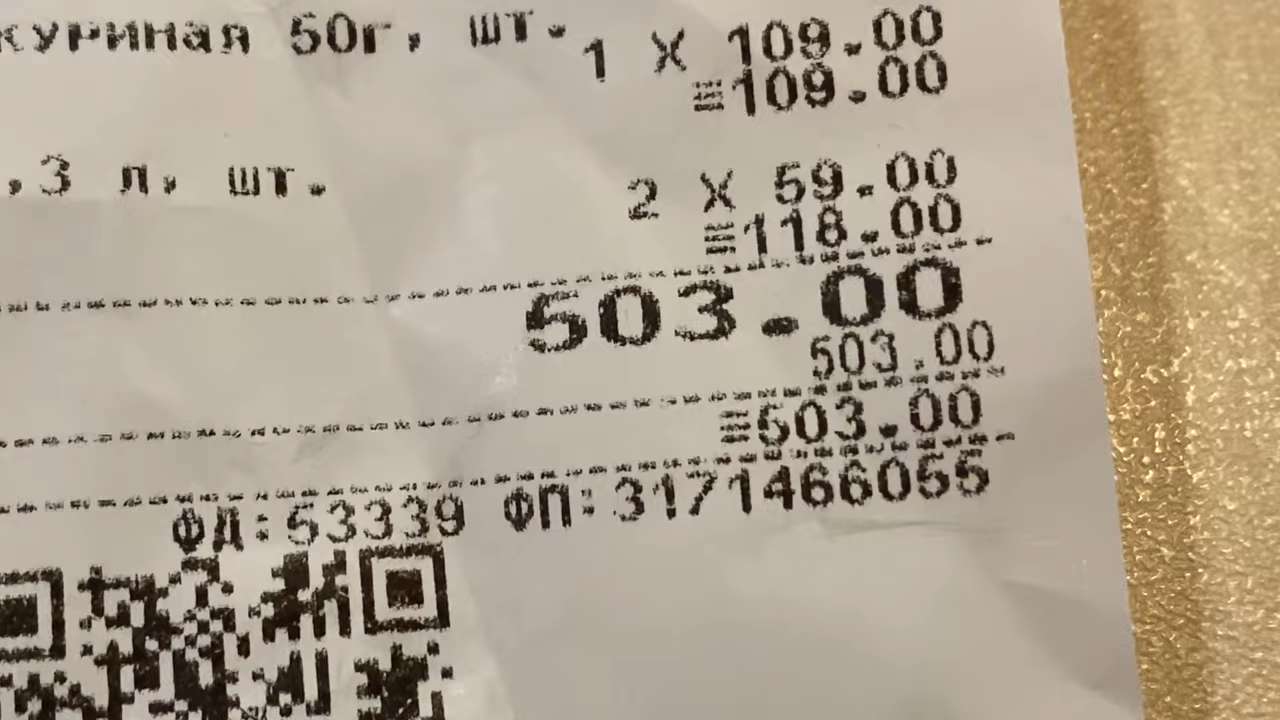 куриная 50г, шт.
1 X 109.00
≡109.00
,3 л, шт.
2 X 59.00
≡118.00
503.00
503.00
≡503.00
ФД:53339 ФП:3171466055